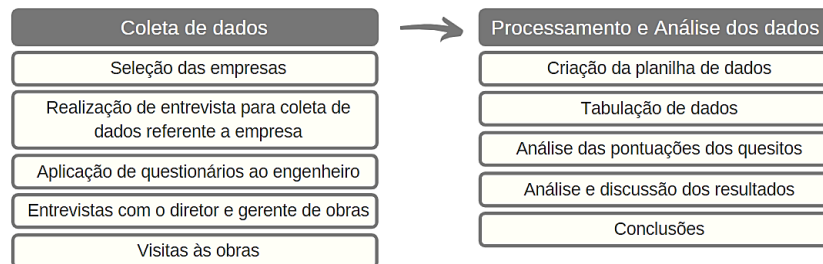 Coleta de dados
Seleção das empresas
Realização de entrevista para coleta de
dados referente a empresa
Aplicação de questionários ao engenheiro
Entrevistas com o diretor e gerente de obras
Visitas às obras
Processamento e Análise dos dados
Criação da planilha de dados
Tabulação de dados
Análise das pontuações dos quesitos
Análise e discussão dos resultados
Conclusões